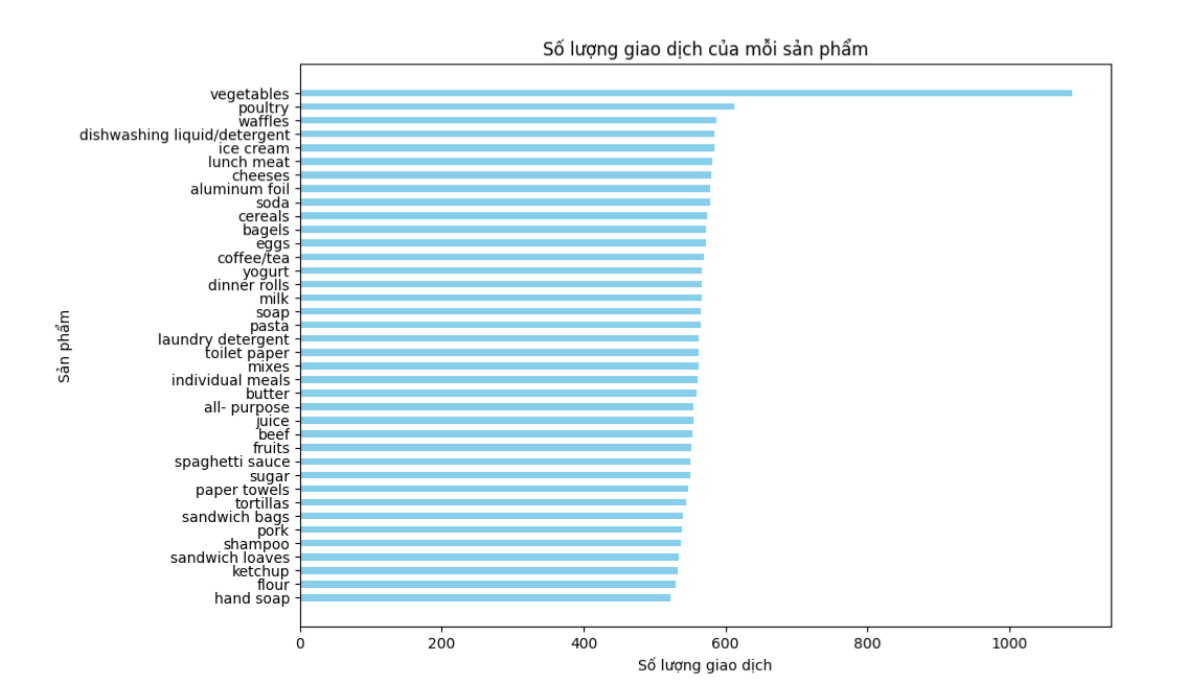 Số lượng giao dịch của mỗi sản phẩm
vegetables
poultry
waffles
dishwashing liquid/detergent
ice cream
lunch meat
cheeses
aluminum foil
soda
cereals
bagels
eggs
coffee/tea
yogurt
dinner rolls
milk
soap
pasta
laundry detergent
toilet paper
mixes
individual meals
butter
all- purpose
juice
beef
fruits
spaghetti sauce
sugar
paper towels
tortillas
sandwich bags
pork
shampoo
sandwich loaves
ketchup
flour
hand soap
Sản phẩm
0 200 400 600 800 1000
Số lượng giao dịch